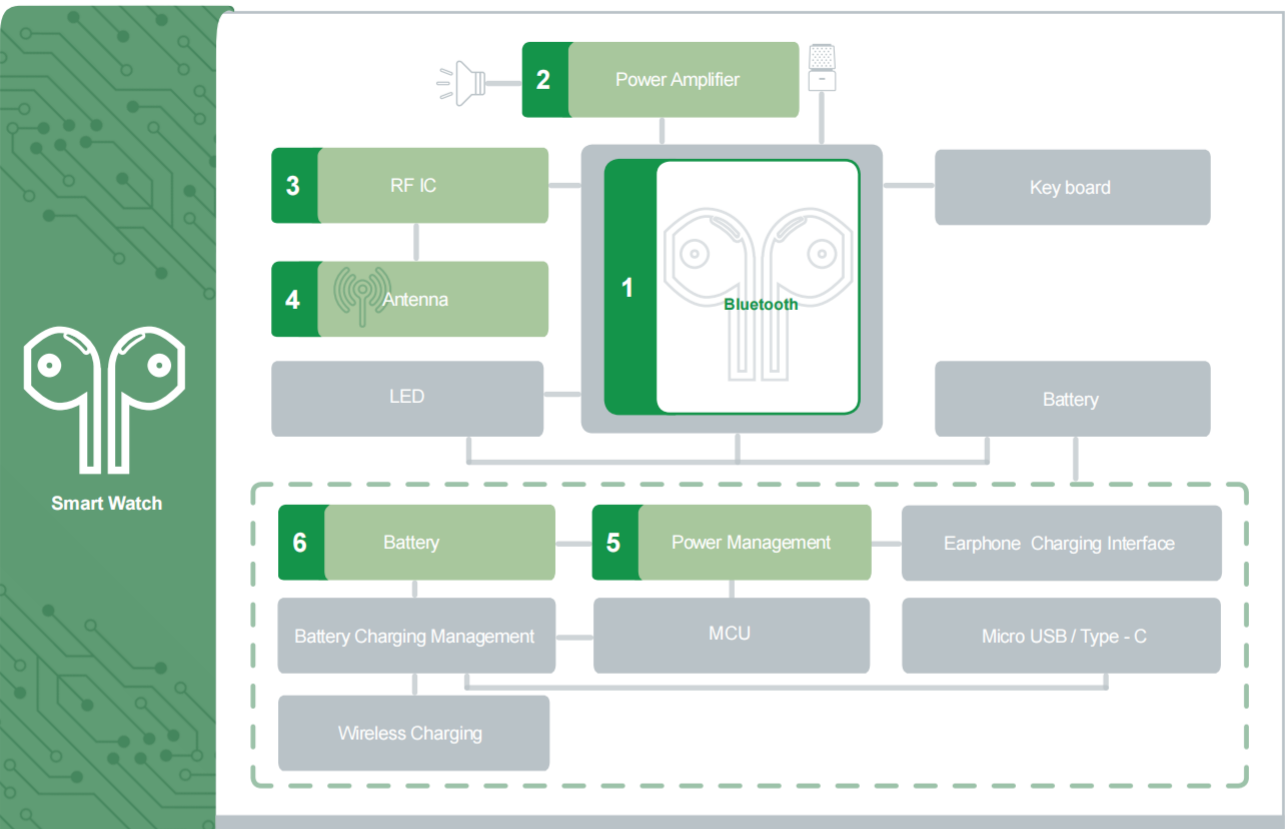 2 Power Amplifier
3 RF IC
Key board
1
Bluetooth
4 Antenna
LED
Battery
Smart Watch
6 Battery
5 Power Management
Earphone Charging Interface
Battery Charging Management
MCU
Micro USB / Type - C
Wireless Charging